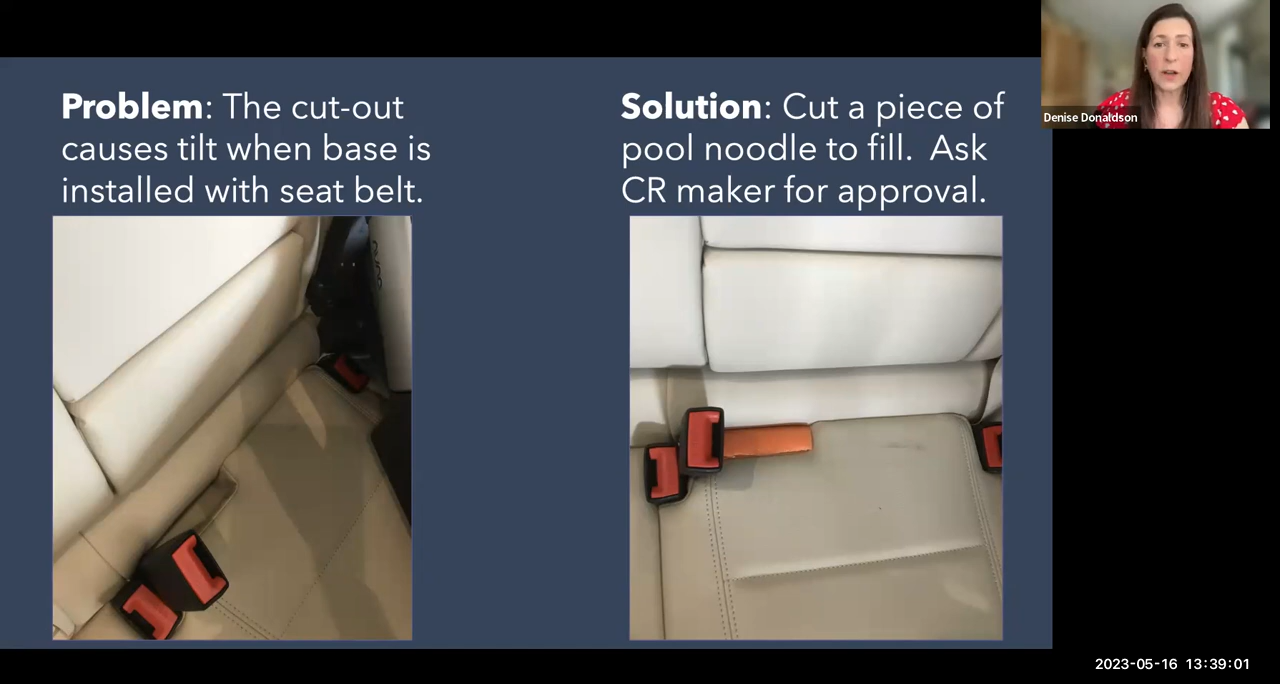 Problem: The cut-out
causes tilt when base is
installed with seat belt.
Solution: Cut a piece of
pool noodle to fill.  Ask
CR maker for approval.
Denise Donaldson
2023-05-16 13:39:01